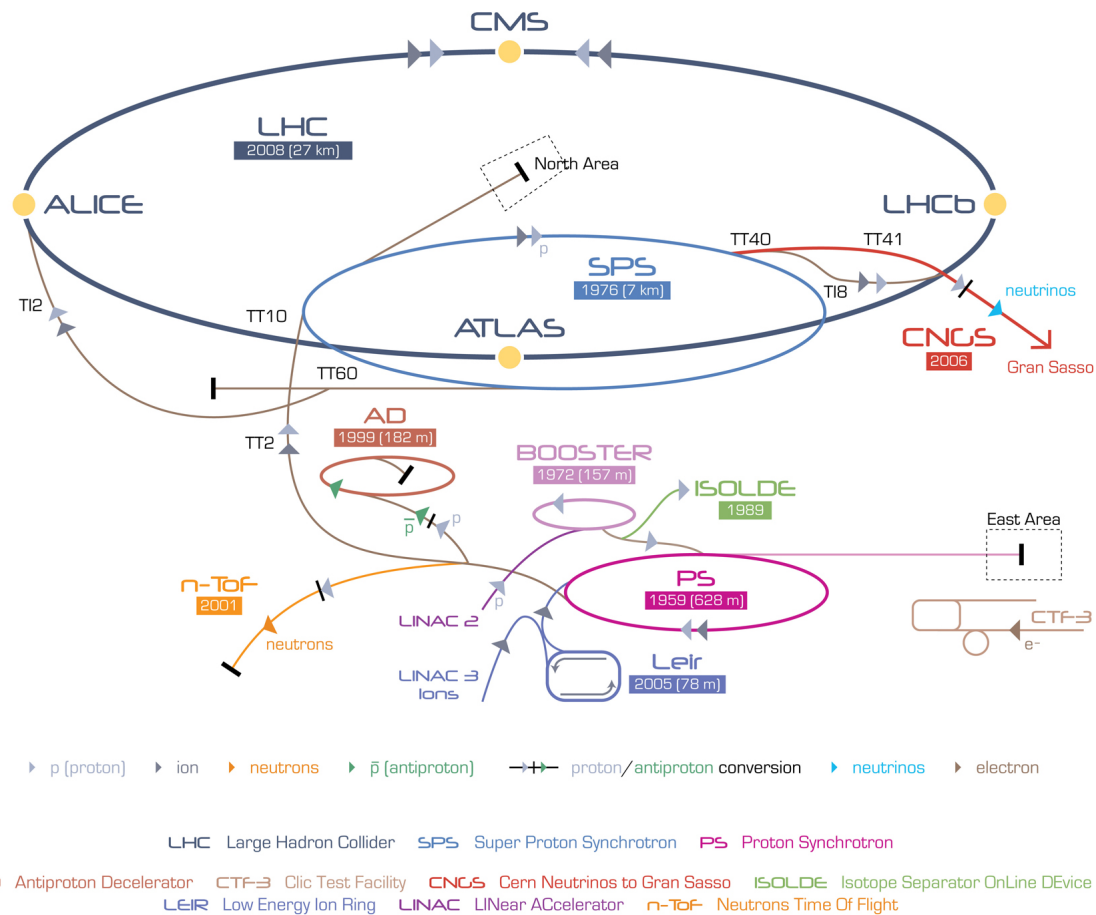 CMS
LHC
2008 (27 km)
North Area
ALICE
LHCb
TT40
TT41
SPS
1976 (7 km)
TI2
TI8
neutrinos
TT10
ATLAS
CNGS
2006
Gran Sasso
TT60
p
AD
1999 (182 m)
TT2
BOOSTER
1972 (157 m)
ISOLDE
1989
p̅
p
East Area
n-ToF
2001
PS
1959 (628 m)
p
LINAC 2
neutrons
CTF-3
e-
LINAC 3
Ions
Leir
2005 (78 m)
p (proton)
ion
neutrons
p̅ (antiproton)
proton/antiproton conversion
neutrinos
electron
LHC Large Hadron Collider SPS Super Proton Synchrotron PS Proton Synchrotron
Antiproton Decelerator CTF-3 Clic Test Facility CNGS Cern Neutrinos to Gran Sasso ISOLDE Isotope Separator OnLine DEvice
LEIR Low Energy Ion Ring LINAC LINear ACcelerator n-ToF Neutrons Time Of Flight